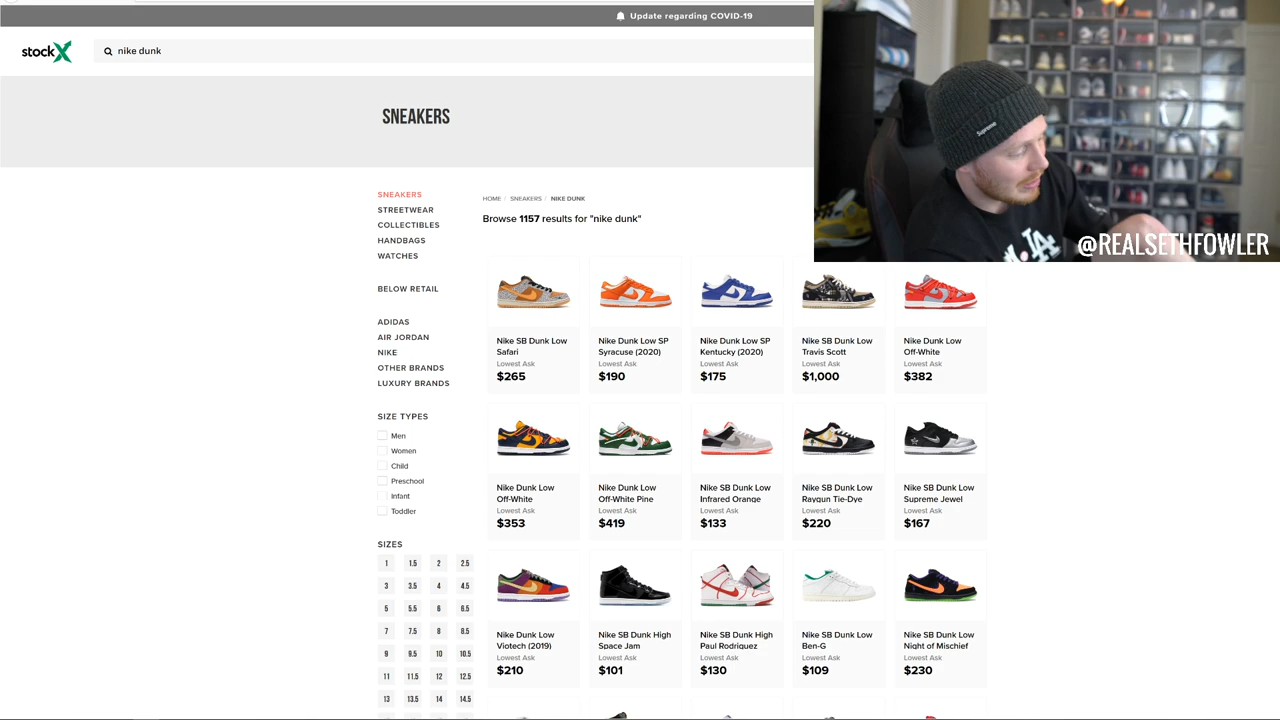 Update regarding COVID-19
stockX
nike dunk
SNEAKERS
Supreme
LA
@REALSETHFOWLER
SNEAKERS
STREETWEAR
COLLECTIBLES
HANDBAGS
WATCHES
BELOW RETAIL
ADIDAS
AIR JORDAN
NIKE
OTHER BRANDS
LUXURY BRANDS
SIZE TYPES
Men
Women
Child
Preschool
Infant
Toddler
SIZES
1 1.5 2 2.5
3 3.5 4 4.5
5 5.5 6 6.5
7 7.5 8 8.5
9 9.5 10 10.5
11 11.5 12 12.5
13 13.5 14 14.5
HOME / SNEAKERS / NIKE DUNK
Browse 1157 results for "nike dunk"
Nike SB Dunk Low
Safari
Lowest Ask
$265
Nike Dunk Low SP
Syracuse (2020)
Lowest Ask
$190
Nike Dunk Low SP
Kentucky (2020)
Lowest Ask
$175
Nike SB Dunk Low
Travis Scott
Lowest Ask
$1,000
Nike Dunk Low
Off-White
Lowest Ask
$382
Nike Dunk Low
Off-White
Lowest Ask
$353
Nike Dunk Low
Off-White Pine
Lowest Ask
$419
Nike SB Dunk Low
Infrared Orange
Lowest Ask
$133
Nike SB Dunk Low
Raygun Tie-Dye
Lowest Ask
$220
Nike SB Dunk Low
Supreme Jewel
Lowest Ask
$167
Nike Dunk Low
Viotech (2019)
Lowest Ask
$210
Nike SB Dunk High
Space Jam
Lowest Ask
$101
Nike SB Dunk High
Paul Rodriguez
Lowest Ask
$130
Nike SB Dunk Low
Ben-G
Lowest Ask
$109
Nike SB Dunk Low
Night of Mischief
Lowest Ask
$230